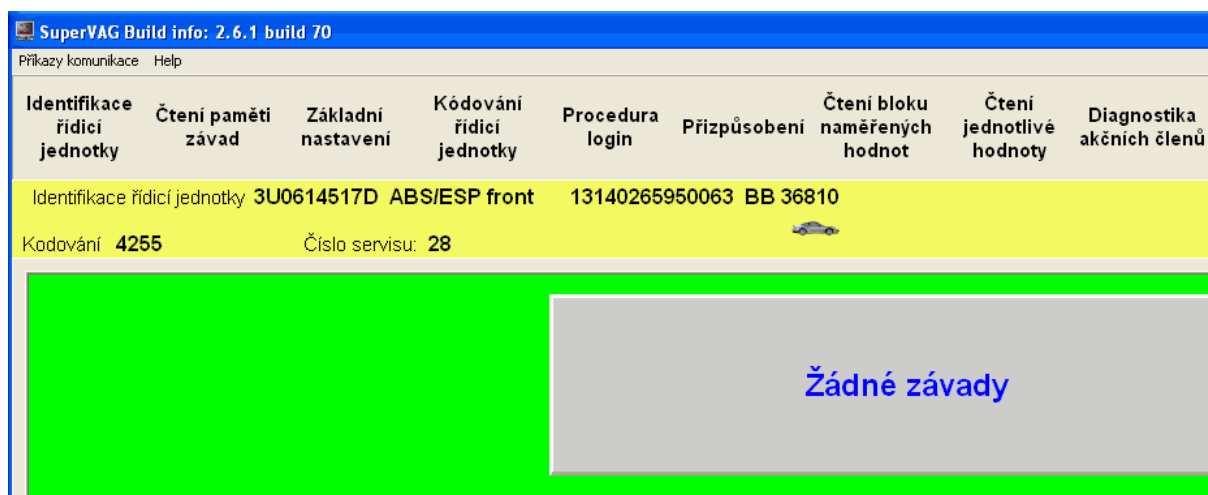 SuperVAG Build info: 2.6.1 build 70
Příkazy komunikace Help
Identifikace řídicí jednotky
Čtení paměti závad
Základní nastavení
Kódování řídicí jednotky
Procedura login
Přizpůsobení
Čtení bloku naměřených hodnot
Čtení jednotlivé hodnoty
Diagnostika akčních členů
Identifikace řídicí jednotky 3U0614517D ABS/ESP front 13140265950063 BB 36810
Kodování 4255 Číslo servisu: 28
Žádné závady